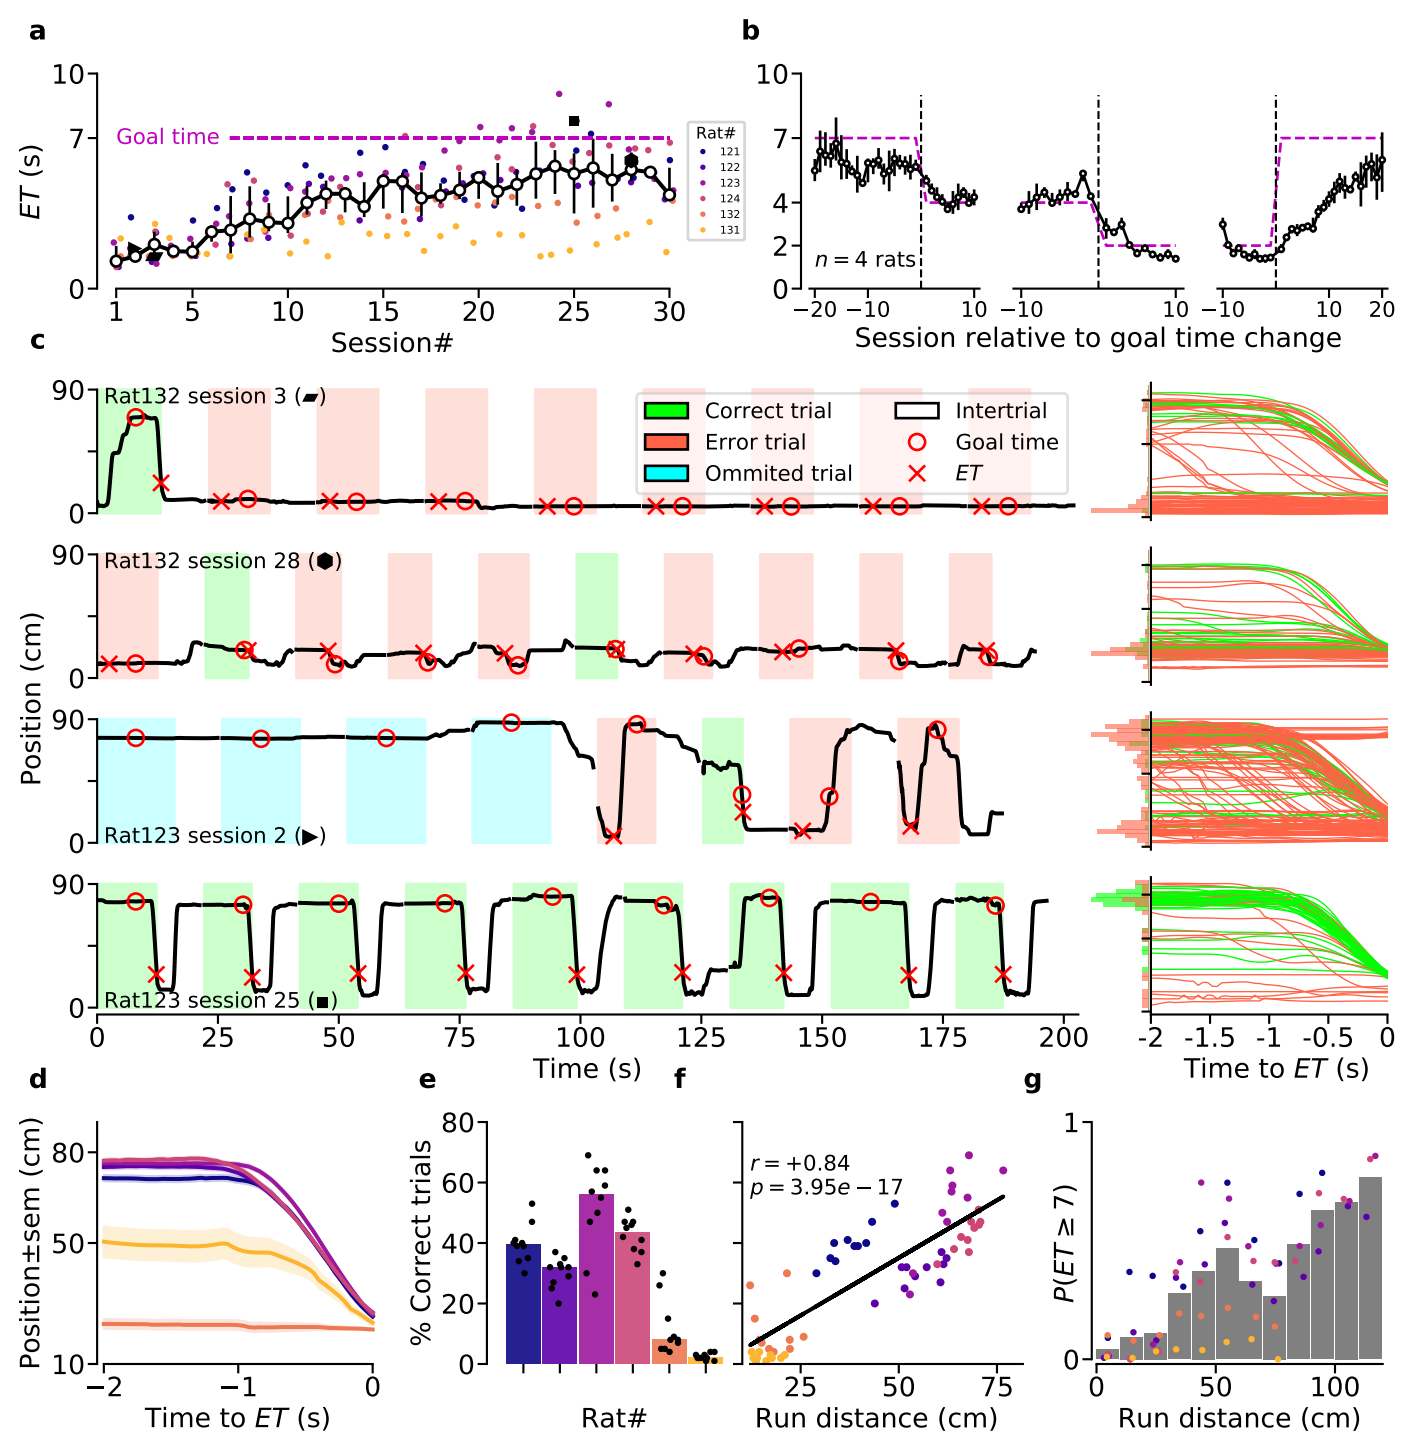 a
10
7
0
ET (s)
Goal time
Rat#
121
122
123
124
132
131
1
5
10
15
20
25
30
Session#
b
10
7
4
2
0
n = 4 rats
−20
−10
10
−10
10
−10
10
20
Session relative to goal time change
c
Position (cm)
90
0
Rat132 session 3 (▰)
Correct trial
Error trial
Ommited trial
Intertrial
Goal time
ET
90
0
Rat132 session 28 (⬢)
90
0
Rat123 session 2 (▶)
90
0
Rat123 session 25 (■)
0
25
50
75
100
125
150
175
200
Time (s)
-2
-1.5
-1
-0.5
0
Time to ET (s)
d
Position±sem (cm)
80
50
10
−2
−1
0
Time to ET (s)
e
% Correct trials
80
60
40
20
0
Rat#
f
r = +0.84
p = 3.95e − 17
25
50
75
Run distance (cm)
g
P(ET ≥ 7)
1
0
0
50
100
Run distance (cm)